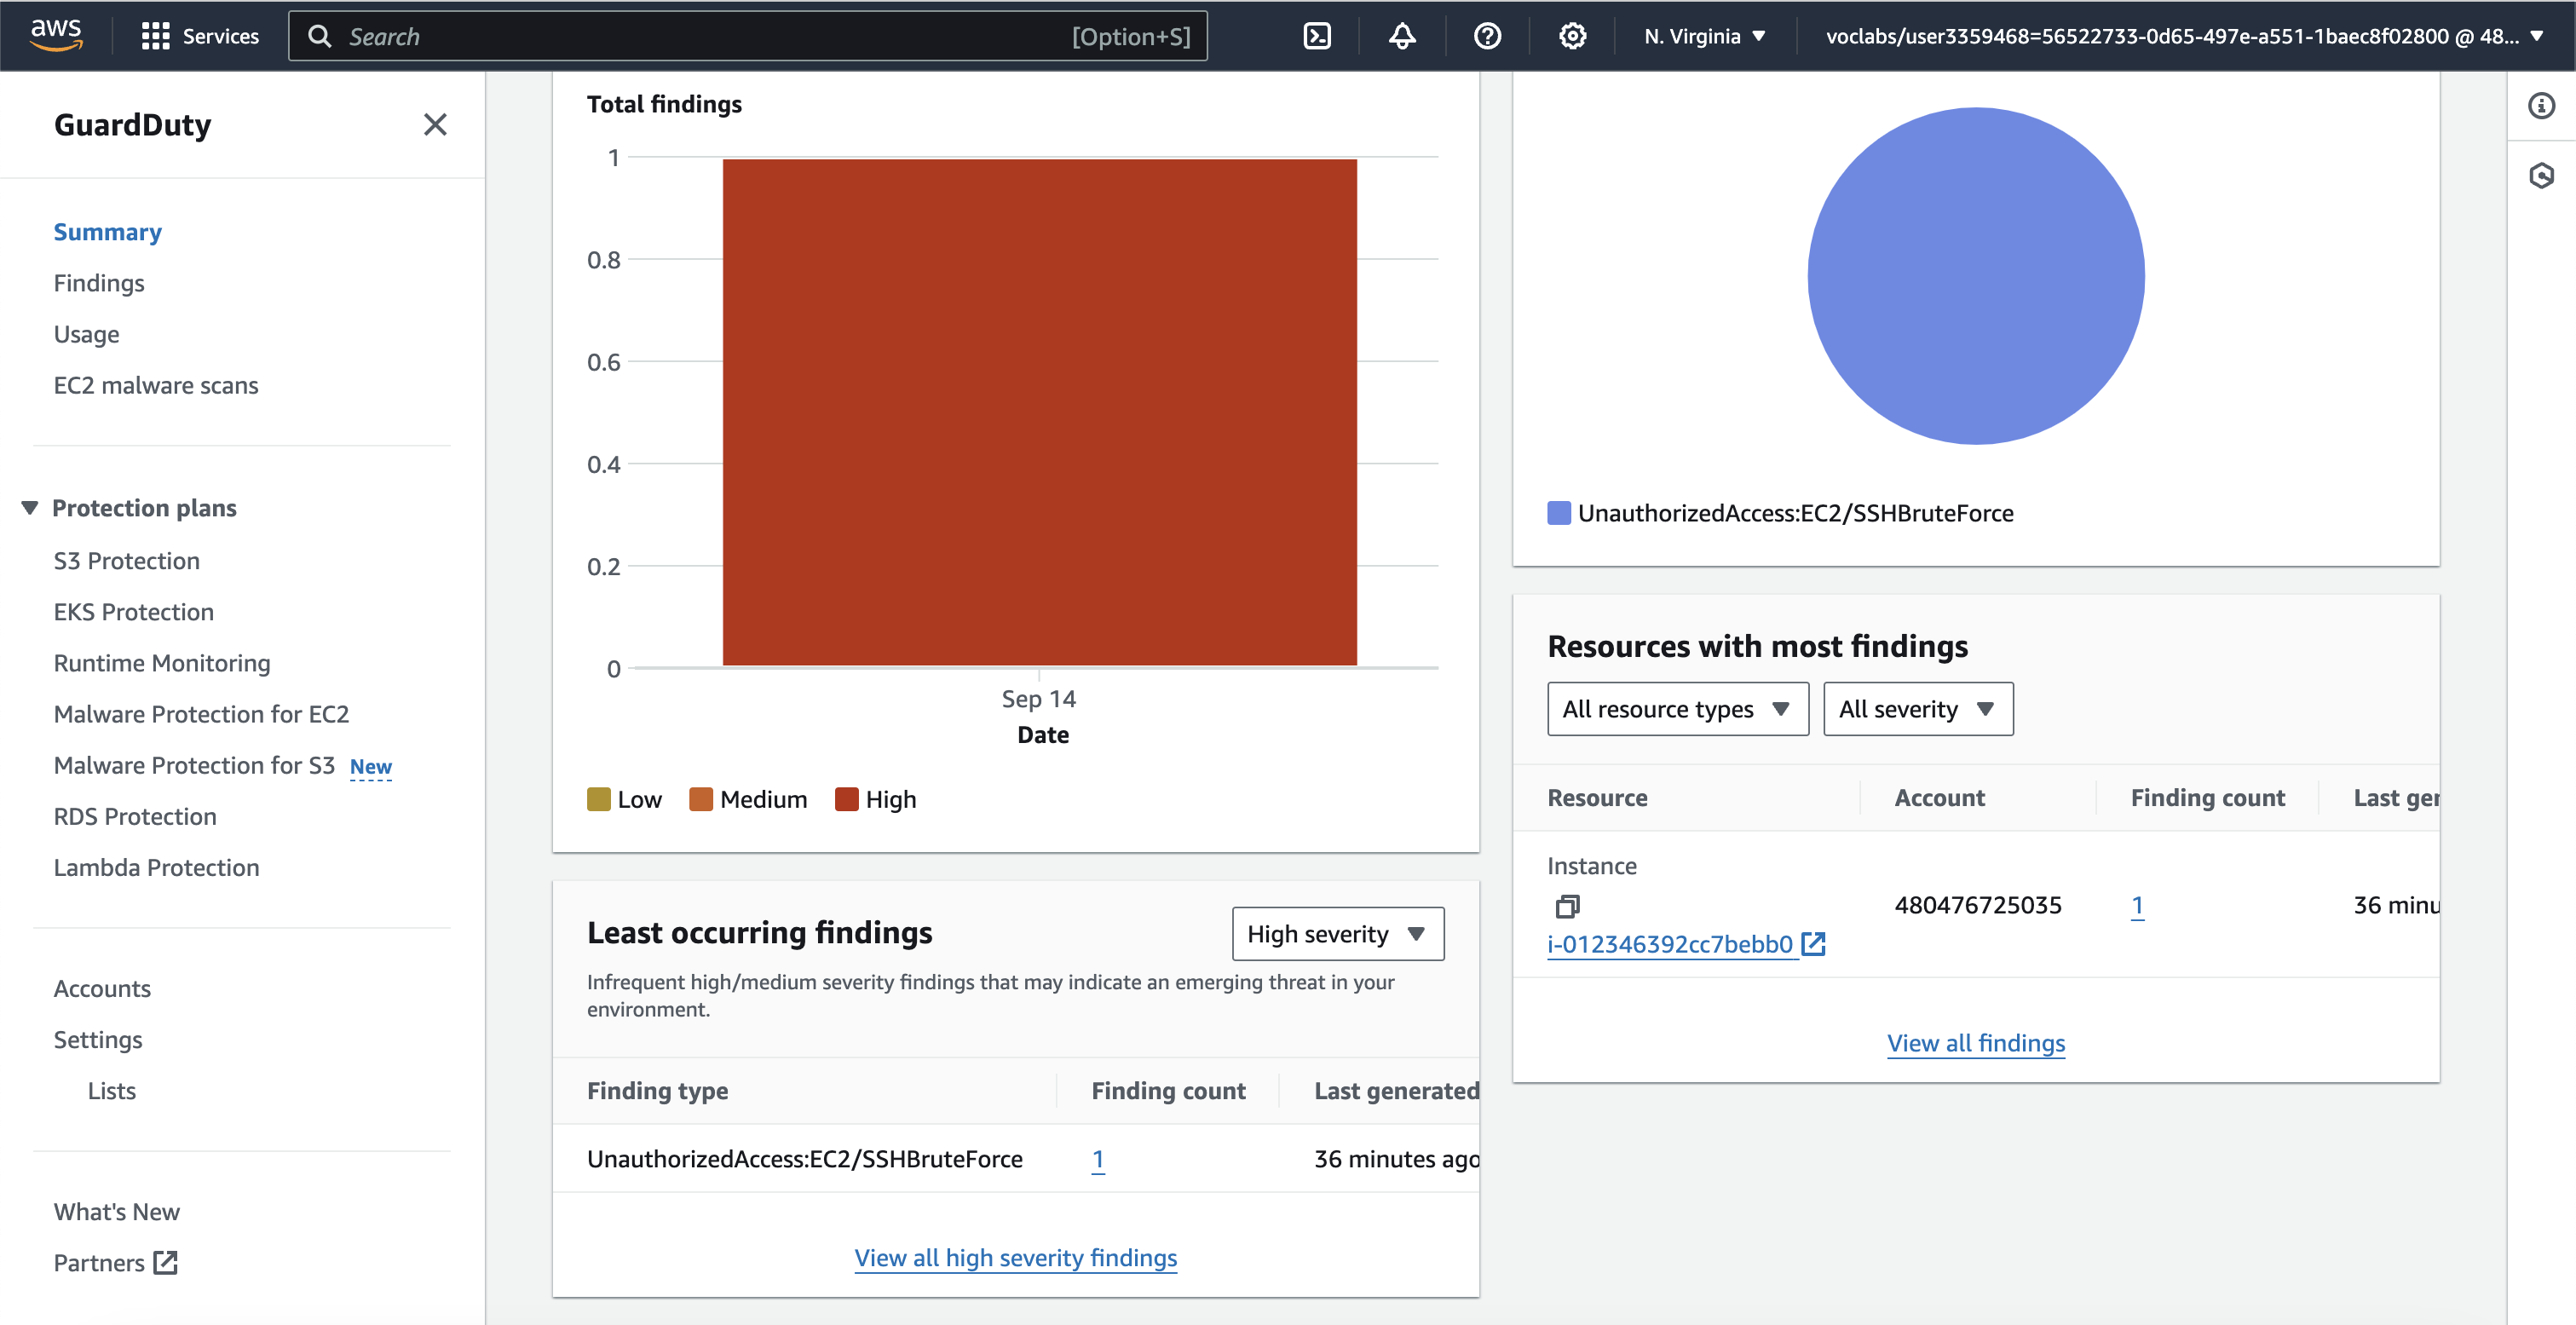 aws
Services
Search
[Option+S]
N. Virginia
voclabs/user3359468=56522733-0d65-497e-a551-1baec8f02800 @ 48...
GuardDuty
Summary
Findings
Usage
EC2 malware scans
Protection plans
S3 Protection
EKS Protection
Runtime Monitoring
Malware Protection for EC2
Malware Protection for S3 New
RDS Protection
Lambda Protection
Accounts
Settings
Lists
What's New
Partners
Total findings
1
0.8
0.6
0.4
0.2
0
Sep 14
Date
Low Medium High
Least occurring findings
High severity
Infrequent high/medium severity findings that may indicate an emerging threat in your
environment.
Finding type Finding count Last generated
UnauthorizedAccess:EC2/SSHBruteForce 1 36 minutes ago
View all high severity findings
UnauthorizedAccess:EC2/SSHBruteForce
Resources with most findings
All resource types All severity
Resource Account Finding count Last ger
Instance
i-012346392cc7bebb0
480476725035 1 36 minu
View all findings